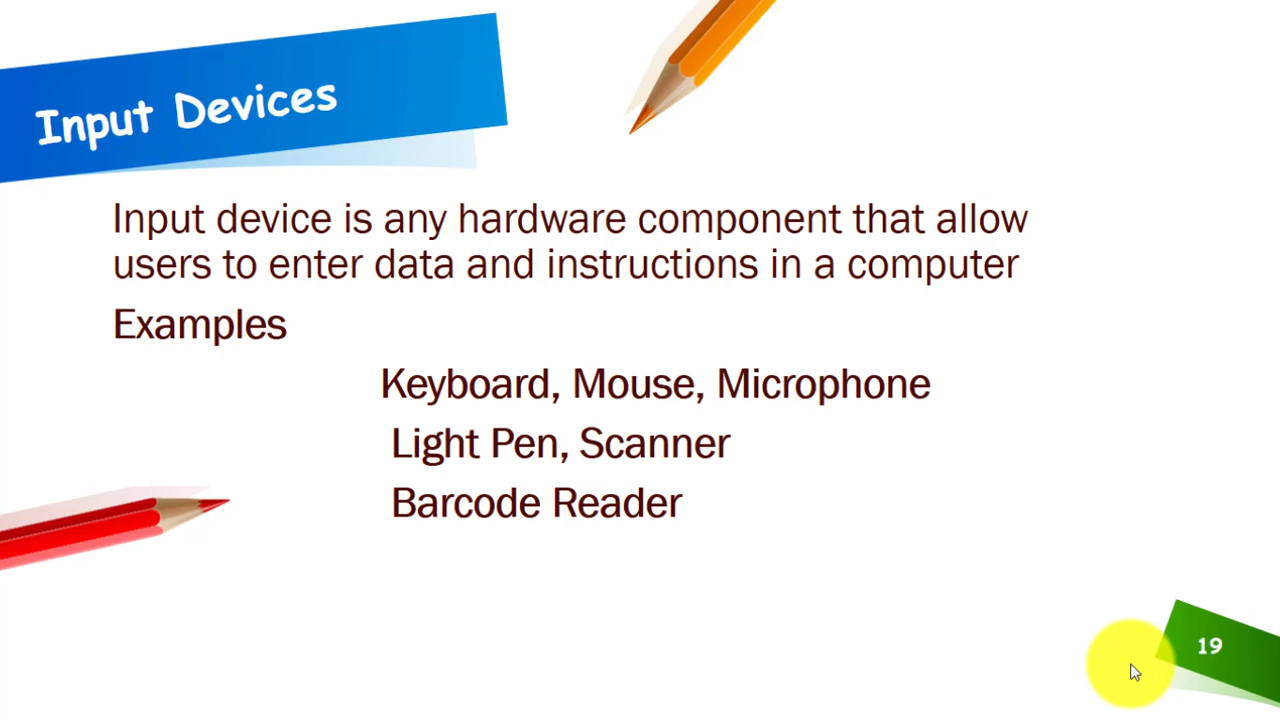 Input Devices
Input device is any hardware component that allow
users to enter data and instructions in a computer
Examples
Keyboard, Mouse, Microphone
Light Pen, Scanner
Barcode Reader
19